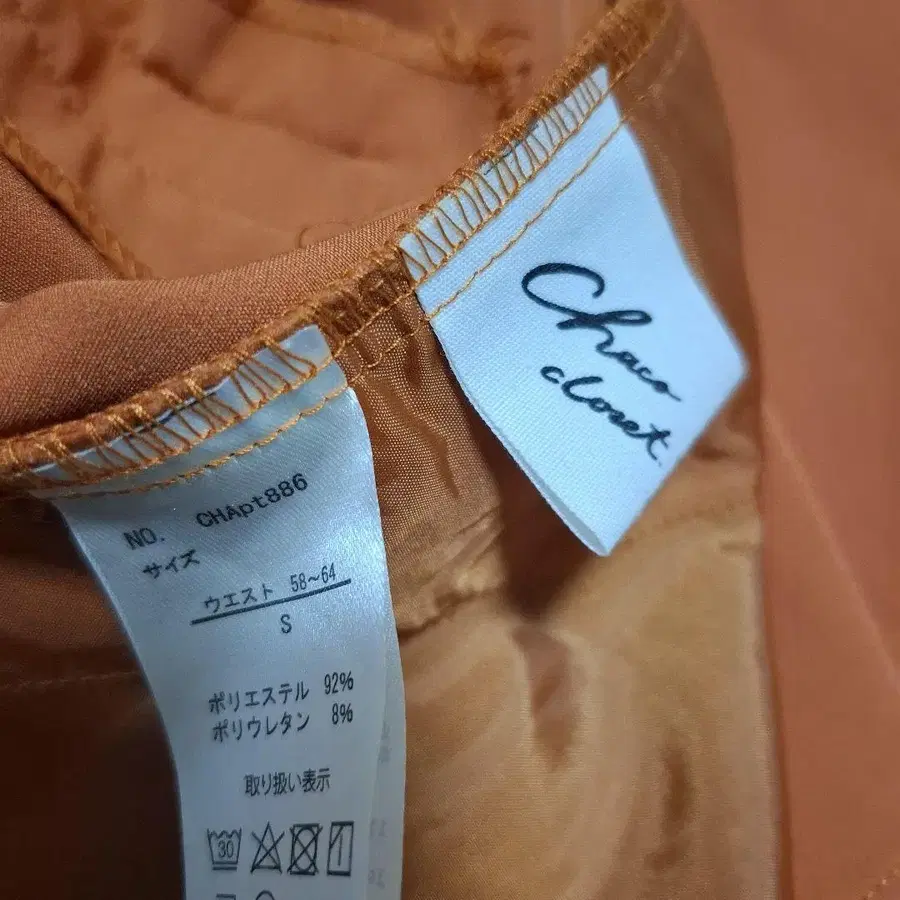 Chaco
closet.
NO. CHApt886
サイズ
ウエスト 58～64
S
ポリエステル 92%
ポリウレタン 8%
取り扱い表示
30